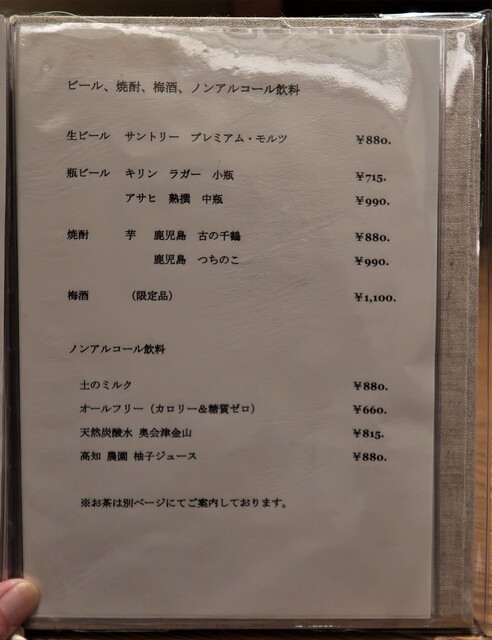 ビール、焼酎、梅酒、ノンアルコール飲料
生ビール サントリー プレミアム・モルツ ¥880.
瓶ビール キリン ラガー 小瓶 ¥715.
アサヒ 熟撰 中瓶 ¥990.
焼酎 芋 鹿児島 古の千鶴 ¥880.
鹿児島 つちのこ ¥990.
梅酒 (限定品) ¥1,100.
ノンアルコール飲料
土のミルク ¥880.
オールフリー(カロリー&糖質ゼロ) ¥660.
天然炭酸水 奥会津金山 ¥815.
高知 農園 柚子ジュース ¥880.
※お茶は別ページにてご案内しております。